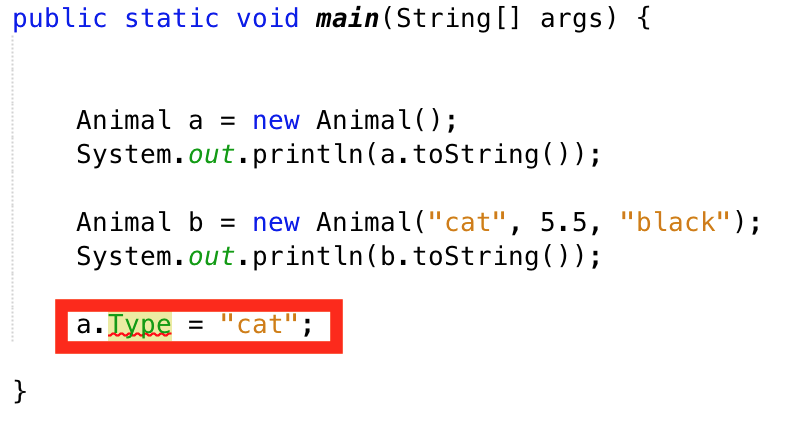 public static void main(String[] args) {
Animal a = new Animal();
System.out.println(a.toString());
Animal b = new Animal("cat", 5.5, "black");
System.out.println(b.toString());
a.Type = "cat";
}